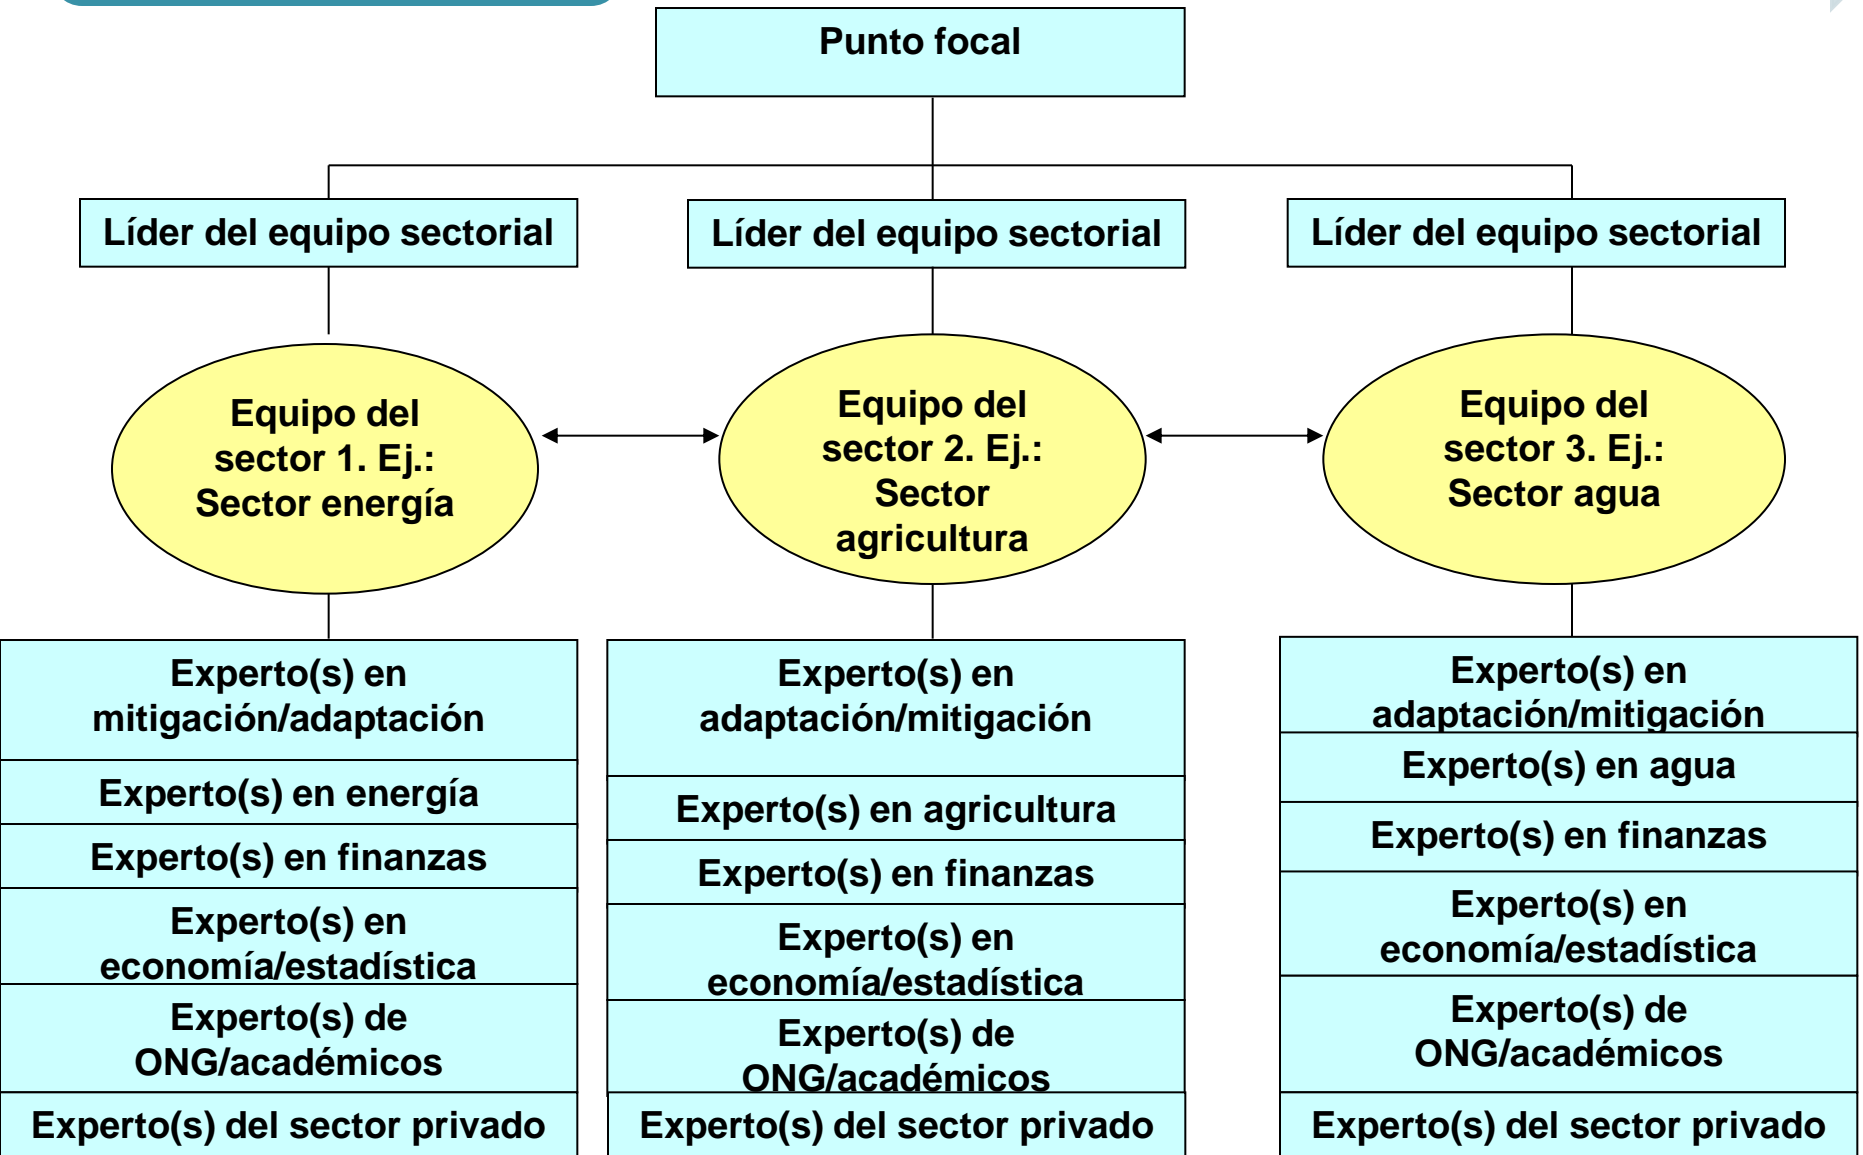 Punto focal
Líder del equipo sectorial
Líder del equipo sectorial
Líder del equipo sectorial
Equipo del
sector 1. Ej.:
Sector energía
Equipo del
sector 2. Ej.:
Sector
agricultura
Equipo del
sector 3. Ej.:
Sector agua
Experto(s) en
mitigación/adaptación
Experto(s) en energía
Experto(s) en finanzas
Experto(s) en
economía/estadística
Experto(s) de
ONG/académicos
Experto(s) del sector privado
Experto(s) en
adaptación/mitigación
Experto(s) en agricultura
Experto(s) en finanzas
Experto(s) en
economía/estadística
Experto(s) de
ONG/académicos
Experto(s) del sector privado
Experto(s) en
adaptación/mitigación
Experto(s) en agua
Experto(s) en finanzas
Experto(s) en
economía/estadística
Experto(s) de
ONG/académicos
Experto(s) del sector privado